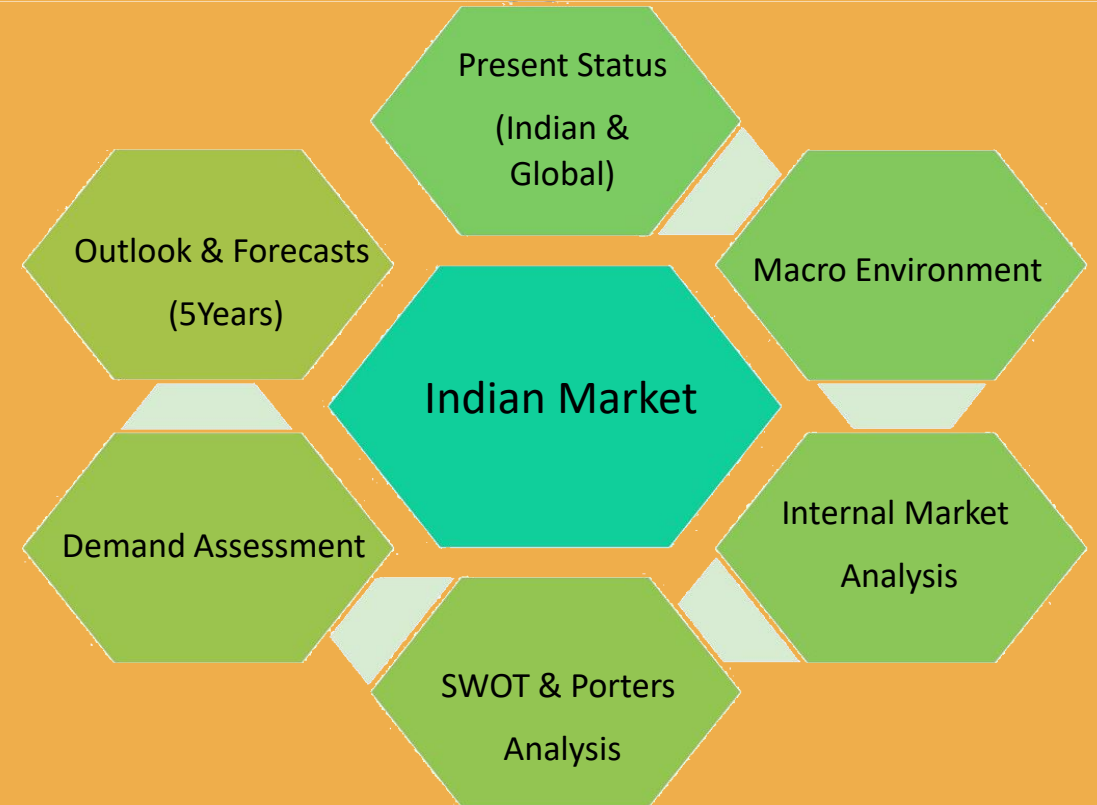 Present Status
(Indian &
Global)
Macro Environment
Internal Market
Analysis
SWOT & Porters
Analysis
Demand Assessment
Outlook & Forecasts
(5Years)
Indian Market